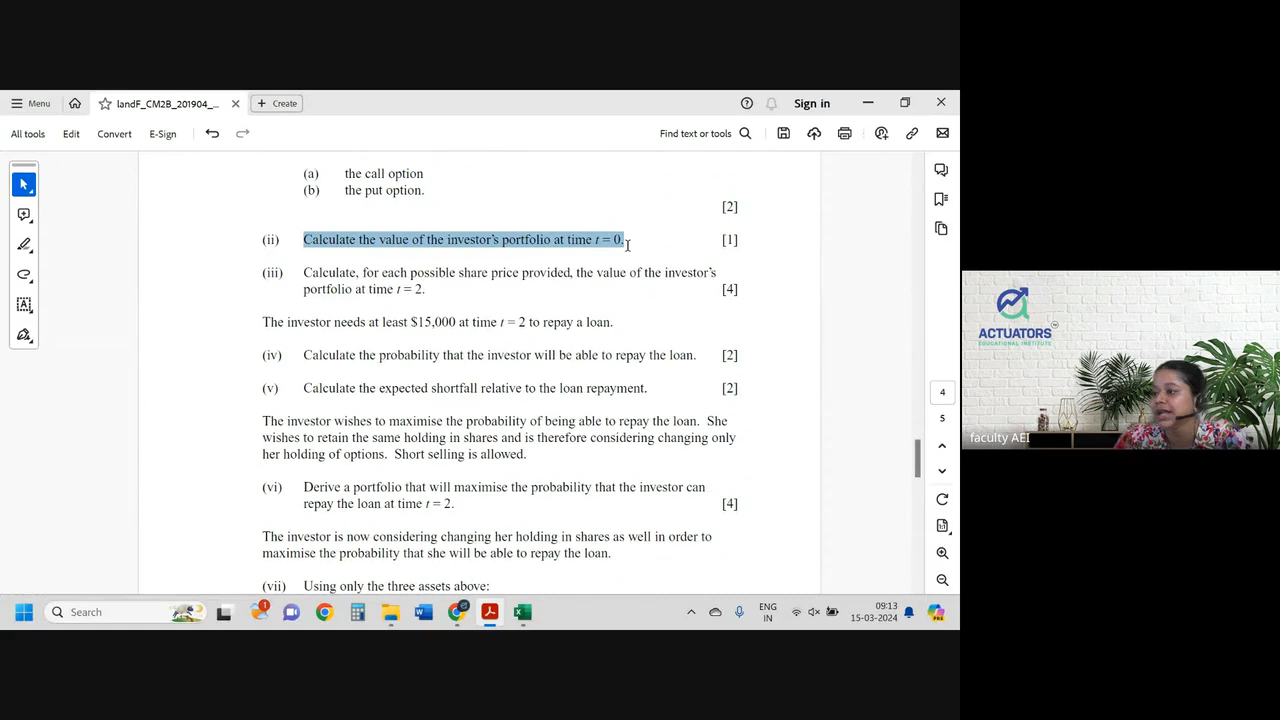 Menu
landF_CM2B_201904_...
Create
Sign in
All tools
Edit
Convert
E-Sign
Find text or tools
(a) the call option
(b) the put option.
[2]
(ii) Calculate the value of the investor's portfolio at time t = 0. [1]
(iii) Calculate, for each possible share price provided, the value of the investor's
portfolio at time t = 2. [4]
The investor needs at least $15,000 at time t = 2 to repay a loan.
(iv) Calculate the probability that the investor will be able to repay the loan. [2]
(v) Calculate the expected shortfall relative to the loan repayment. [2]
The investor wishes to maximise the probability of being able to repay the loan. She
wishes to retain the same holding in shares and is therefore considering changing only
her holding of options. Short selling is allowed.
(vi) Derive a portfolio that will maximise the probability that the investor can
repay the loan at time t = 2. [4]
The investor is now considering changing her holding in shares as well in order to
maximise the probability that she will be able to repay the loan.
(vii) Using only the three assets above:
4
5
ACTUATORS
EDUCATIONAL INSTITUTE
faculty AEI
Search
1
ENG
IN
09:13
15-03-2024